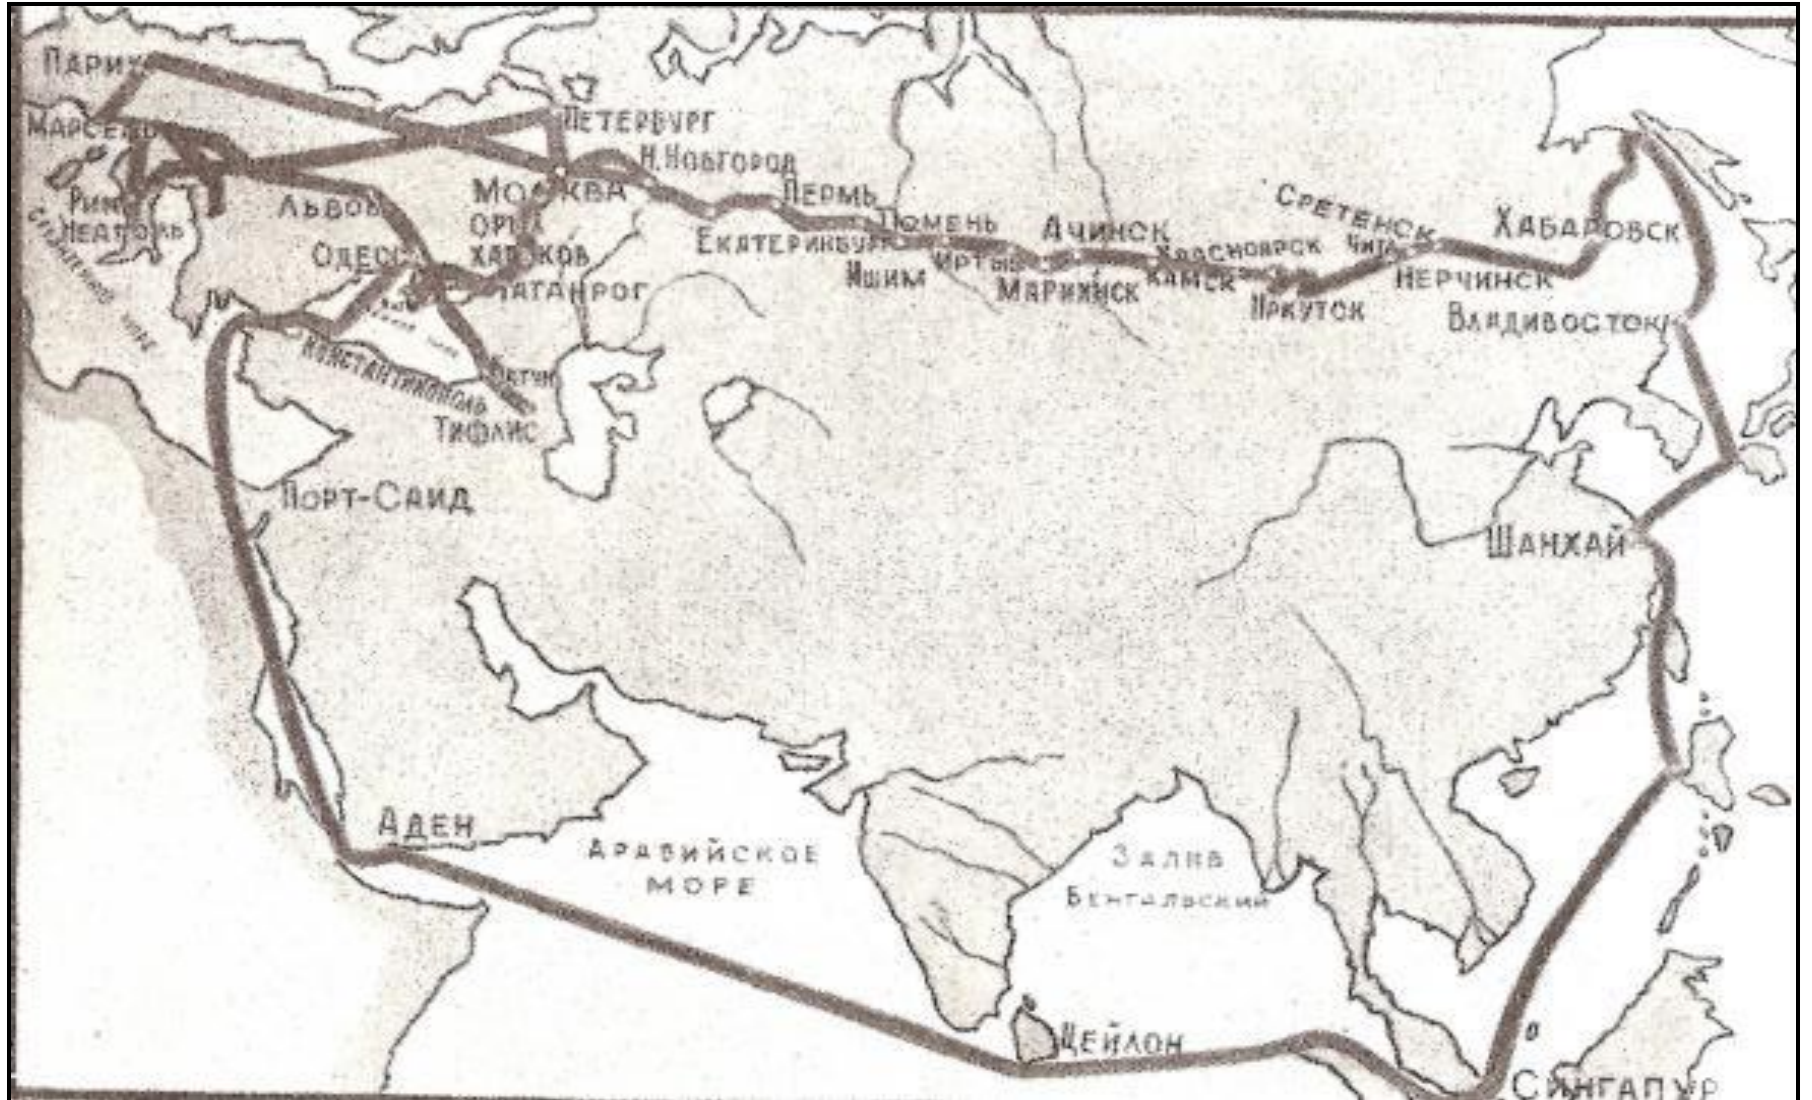 ПАРИЖ
ПЕТЕРБУРГ
МАРСЕЛЬ
Н.НОВГОРОД
МОСКВА
ПЕРМЬ
РИМ
ЛЬВОВ
ОРЕЛ
ТЮМЕНЬ
АЧИНСК
СРЕТЕНСК
ХАБАРОВСК
НЕАПОЛЬ
ОДЕССА
ХАРЬКОВ
ЕКАТЕРИНБУРГ
ИРТЫШ
КРАСНОЯРСК
ЧИТА
ИШИМ
КАНСК
НЕРЧИНСК
ТАГАНРОГ
МАРИИНСК
ИРКУТСК
ВЛАДИВОСТОК
КОНСТАНТИНОПОЛЬ
БАТУМ
ТИФЛИС
ПОРТ-САИД
ШАНХАЙ
АДЕН
АРАВИЙСКОЕ
МОРЕ
ЗАЛИВ
БЕНГАЛЬСКИЙ
ЦЕЙЛОН
СИНГАПУР